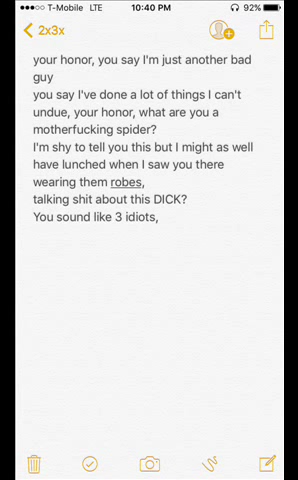 T-Mobile LTE 10:40 PM 92%
2x3x
your honor, you say I'm just another bad
guy
you say I've done a lot of things I can't
undue, your honor, what are you a
motherfucking spider?
I'm shy to tell you this but I might as well
have lunched when I saw you there
wearing them robes,
talking shit about this DICK?
You sound like 3 idiots,